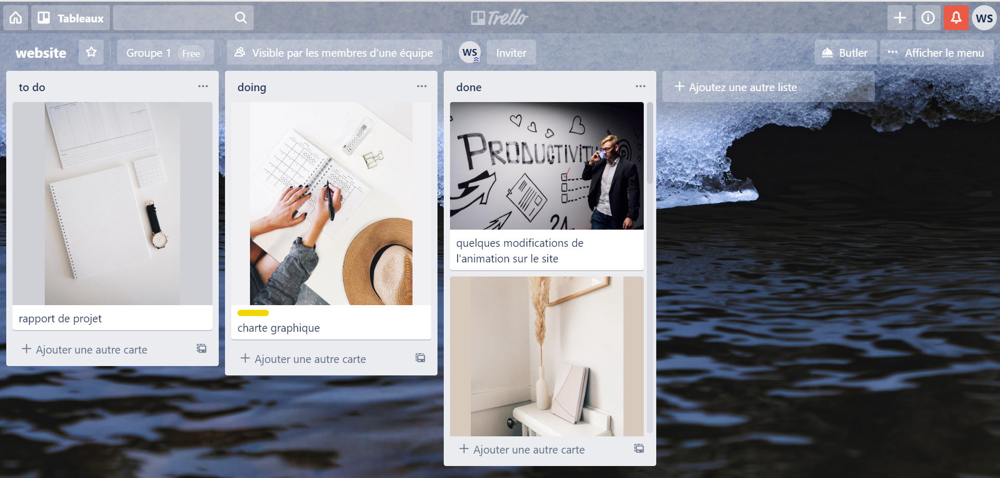 Tableaux
Trello
WS
website
Groupe 1 Free
Visible par les membres d'une équipe
WS
Inviter
Butler
Afficher le menu
to do
rapport de projet
Ajouter une autre carte
doing
charte graphique
Ajouter une autre carte
done
PRODUCTIVITY
24
quelques modifications de
l'animation sur le site
Ajouter une autre carte
Ajoutez une autre liste